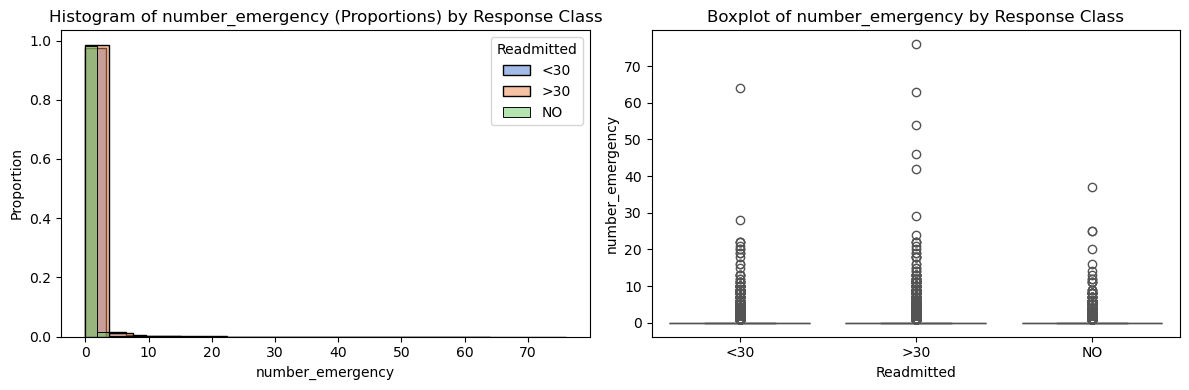 Histogram of number_emergency (Proportions) by Response Class
1.0
0.8
0.6
0.4
0.2
0.0
Proportion
0 10 20 30 40 50 60 70
number_emergency
Readmitted
<30
>30
NO
Boxplot of number_emergency by Response Class
70
60
50
40
30
20
10
0
number_emergency
<30 >30 NO
Readmitted